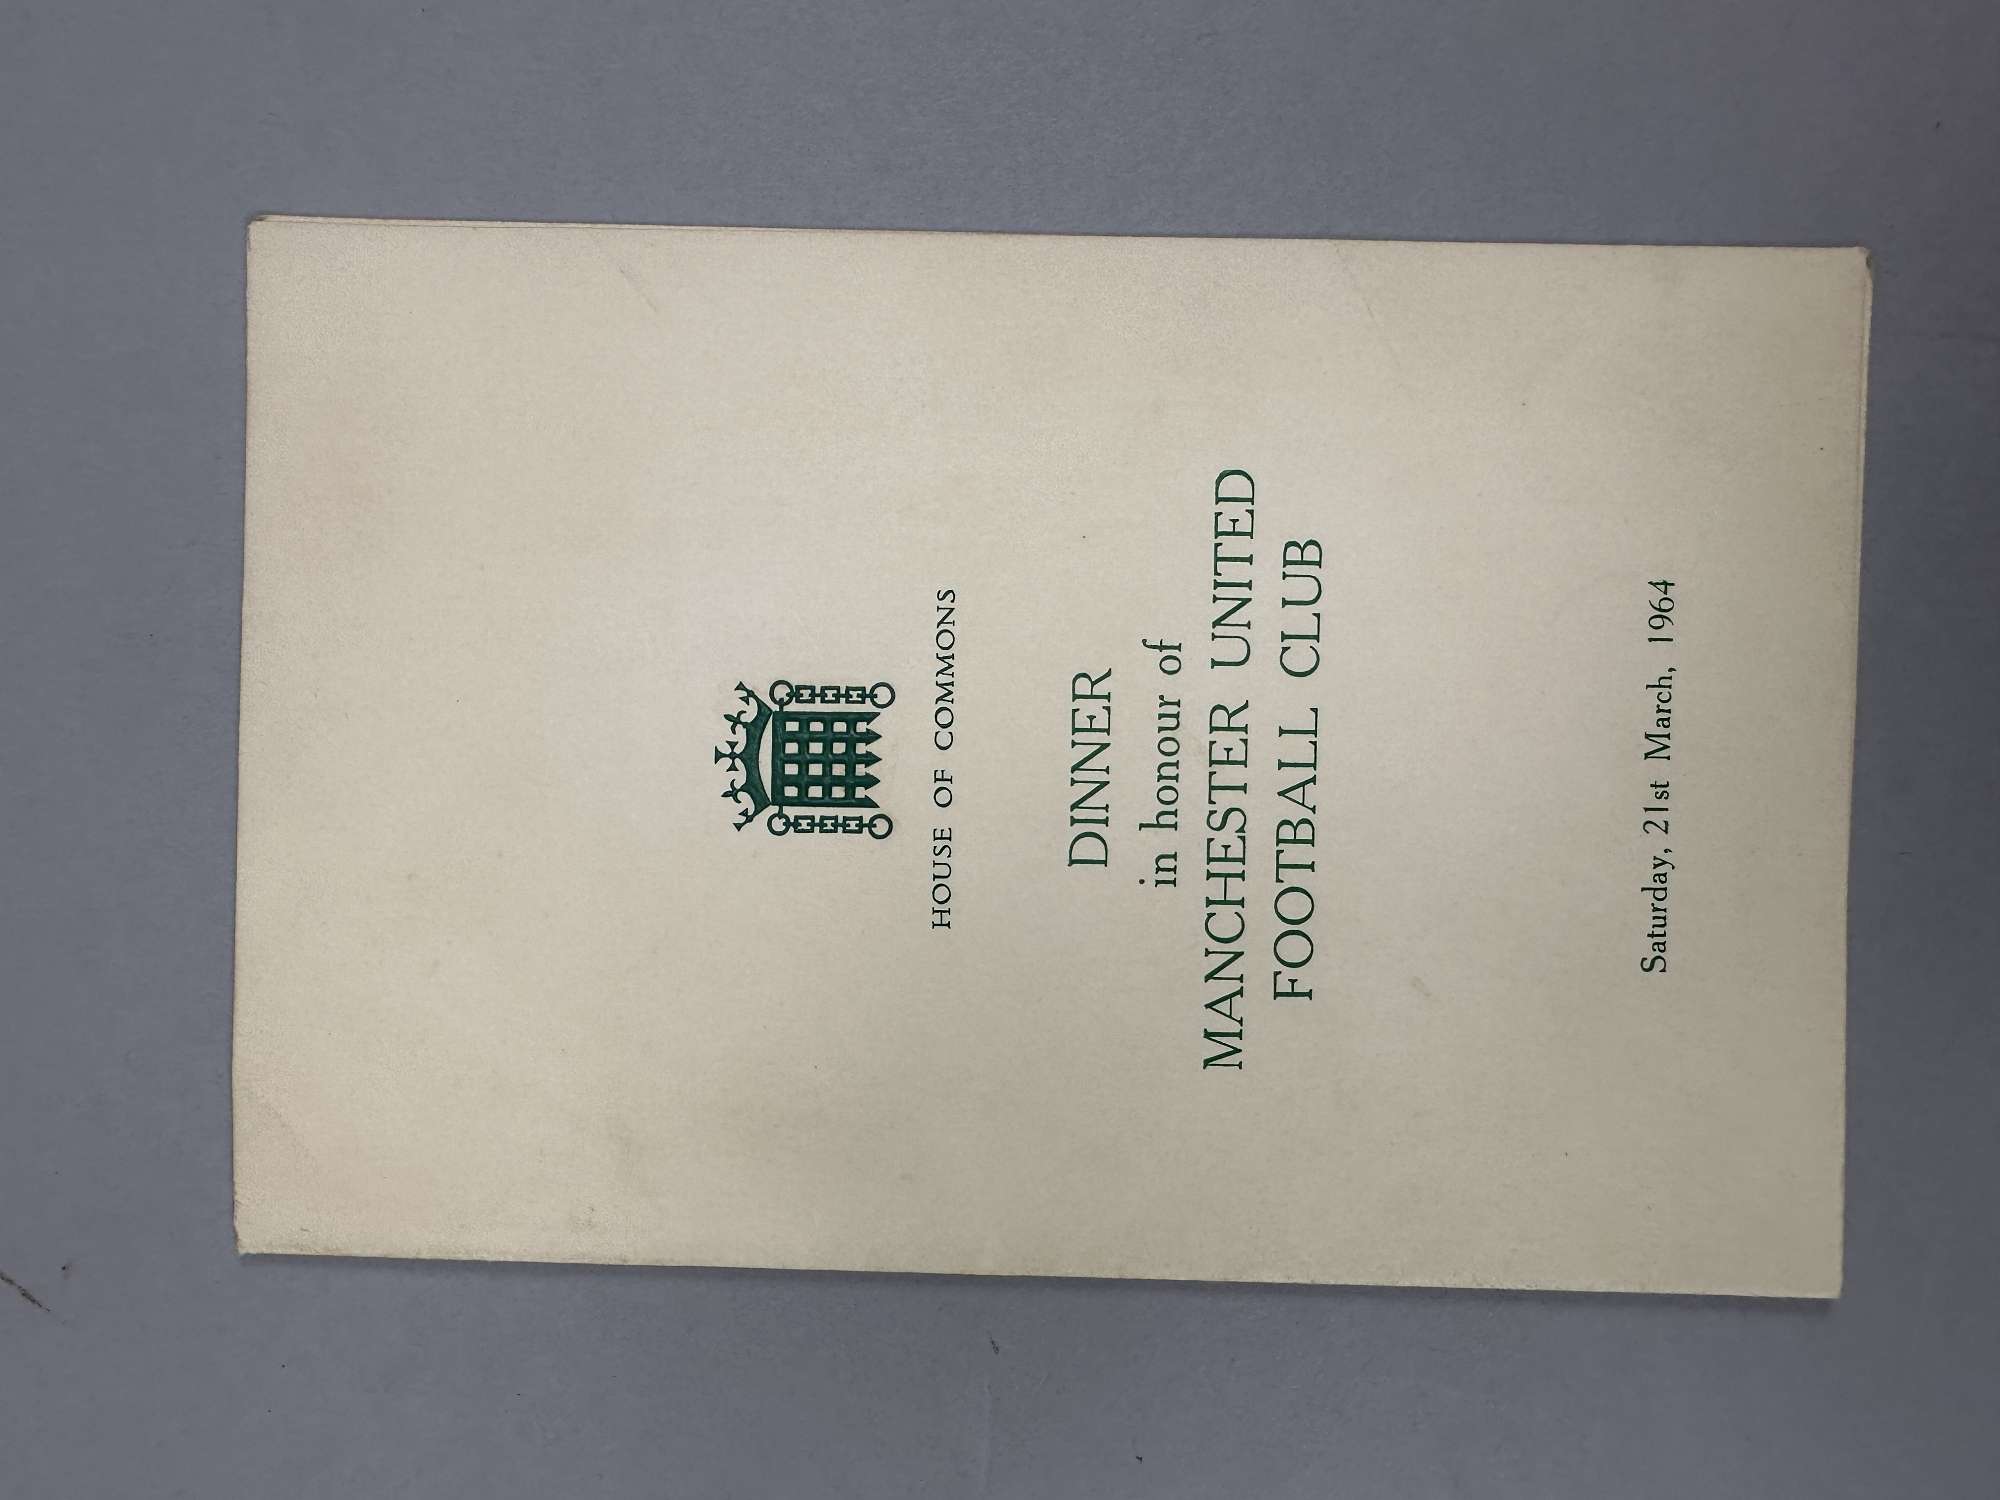 HOUSE OF COMMONS
DINNER
in honour of
MANCHESTER UNITED
FOOTBALL CLUB
Saturday, 21st March, 1964